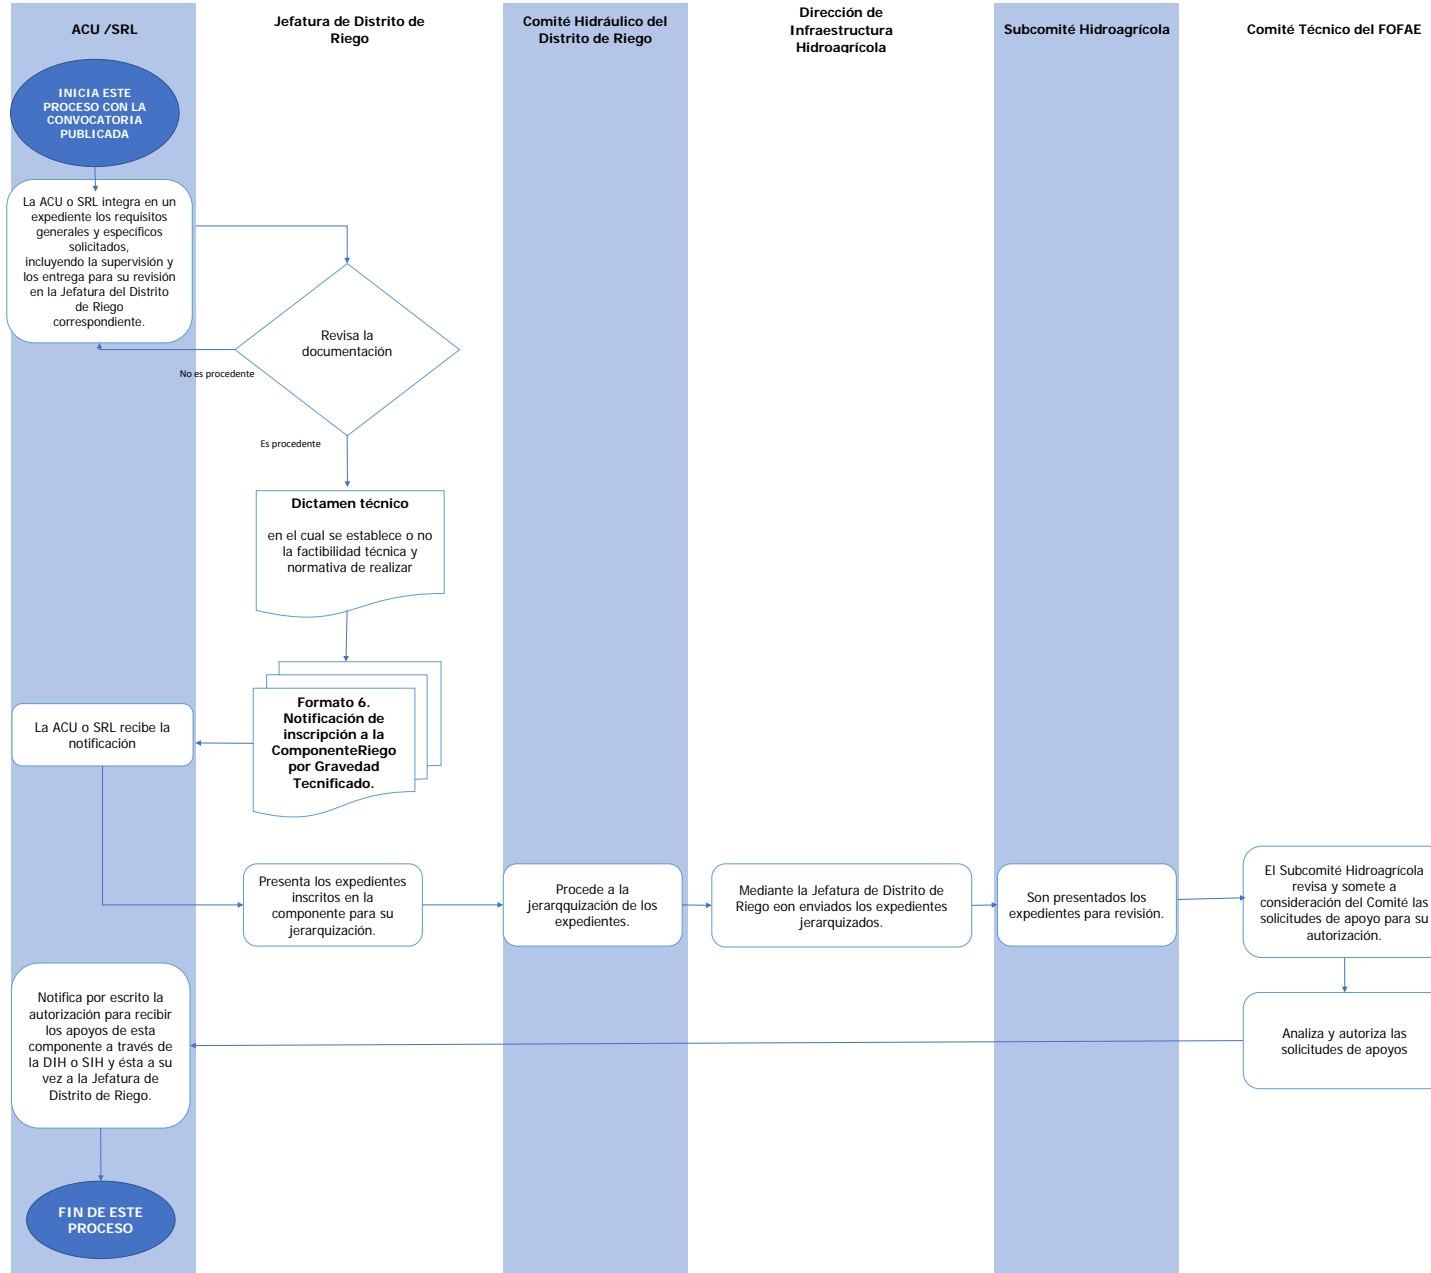 ACU /SRL
Jefatura de Distrito de
Riego
Comité Hidráulico del
Distrito de Riego
Dirección de
Infraestructura
Hidroagrícola
Subcomité Hidroagrícola
Comité Técnico del FOFAE
INICIA ESTE
PROCESO CON LA
CONVOCATORIA
PUBLICADA
La ACU o SRL integra en un
expediente los requisitos
generales y específicos
solicitados,
incluyendo la supervisión y
los entrega para su revisión
en la Jefatura del Distrito
de Riego
correspondiente.
Revisa la
documentación
No es procedente
Es procedente
Dictamen técnico
en el cual se establece o no
la factibilidad técnica y
normativa de realizar
Formato 6.
Notificación de
inscripción a la
ComponenteRiego
por Gravedad
Tecnificado.
La ACU o SRL recibe la
notificación
Presenta los expedientes
inscritos en la
componente para su
jerarquización.
Procede a la
jerarqquización de los
expedientes.
Mediante la Jefatura de Distrito de
Riego eon enviados los expedientes
jerarquizados.
Son presentados los
expedientes para revisión.
El Subcomité Hidroagrícola
revisa y somete a
consideración del Comité las
solicitudes de apoyo para su
autorización.
Analiza y autoriza las
solicitudes de apoyos
Notifica por escrito la
autorización para recibir
los apoyos de esta
componente a través de
la DIH o SIH y ésta a su
vez a la Jefatura de
Distrito de Riego.
FIN DE ESTE
PROCESO